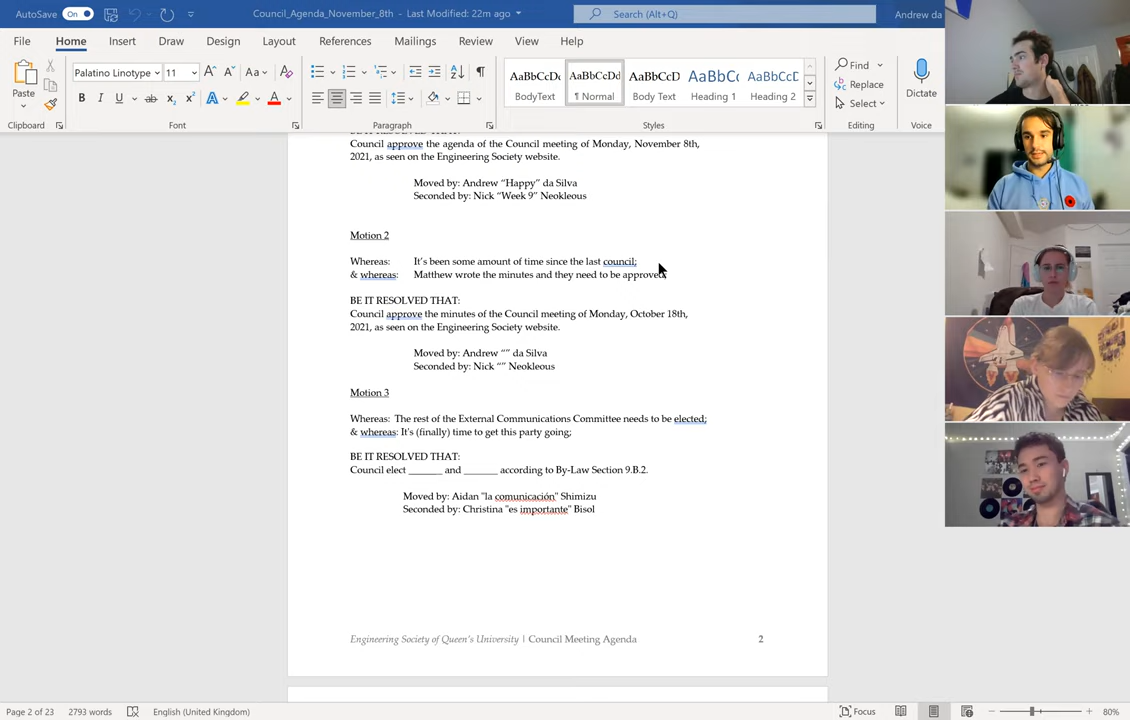 AutoSave On Council_Agenda_November_8th - Last Modified: 22m ago Search (Alt+Q) Andrew da
File Home Insert Draw Design Layout References Mailings Review View Help
Palatino Linotype 11 Aa Find
Paste Replace Dictate
AaBbCcDd AaBbCcDd AaBbCcD AaBbC AaBbCcD
BodyText ¶ Normal Body Text Heading 1 Heading 2 Select
Clipboard Font Paragraph Styles Editing Voice
Council approve the agenda of the Council meeting of Monday, November 8th,
2021, as seen on the Engineering Society website.
Moved by: Andrew “Happy” da Silva
Seconded by: Nick “Week 9” Neokleous
Motion 2
Whereas: It’s been some amount of time since the last council;
& whereas: Matthew wrote the minutes and they need to be approved;
BE IT RESOLVED THAT:
Council approve the minutes of the Council meeting of Monday, October 18th,
2021, as seen on the Engineering Society website.
Moved by: Andrew “” da Silva
Seconded by: Nick “” Neokleous
Motion 3
Whereas: The rest of the External Communications Committee needs to be elected;
& whereas: It's (finally) time to get this party going;
BE IT RESOLVED THAT:
Council elect _______ and _______ according to By-Law Section 9.B.2.
Moved by: Aidan "la comunicación" Shimizu
Seconded by: Christina "es importante" Bisol
Engineering Society of Queen's University | Council Meeting Agenda 2
Page 2 of 23 2793 words English (United Kingdom) Focus 80%